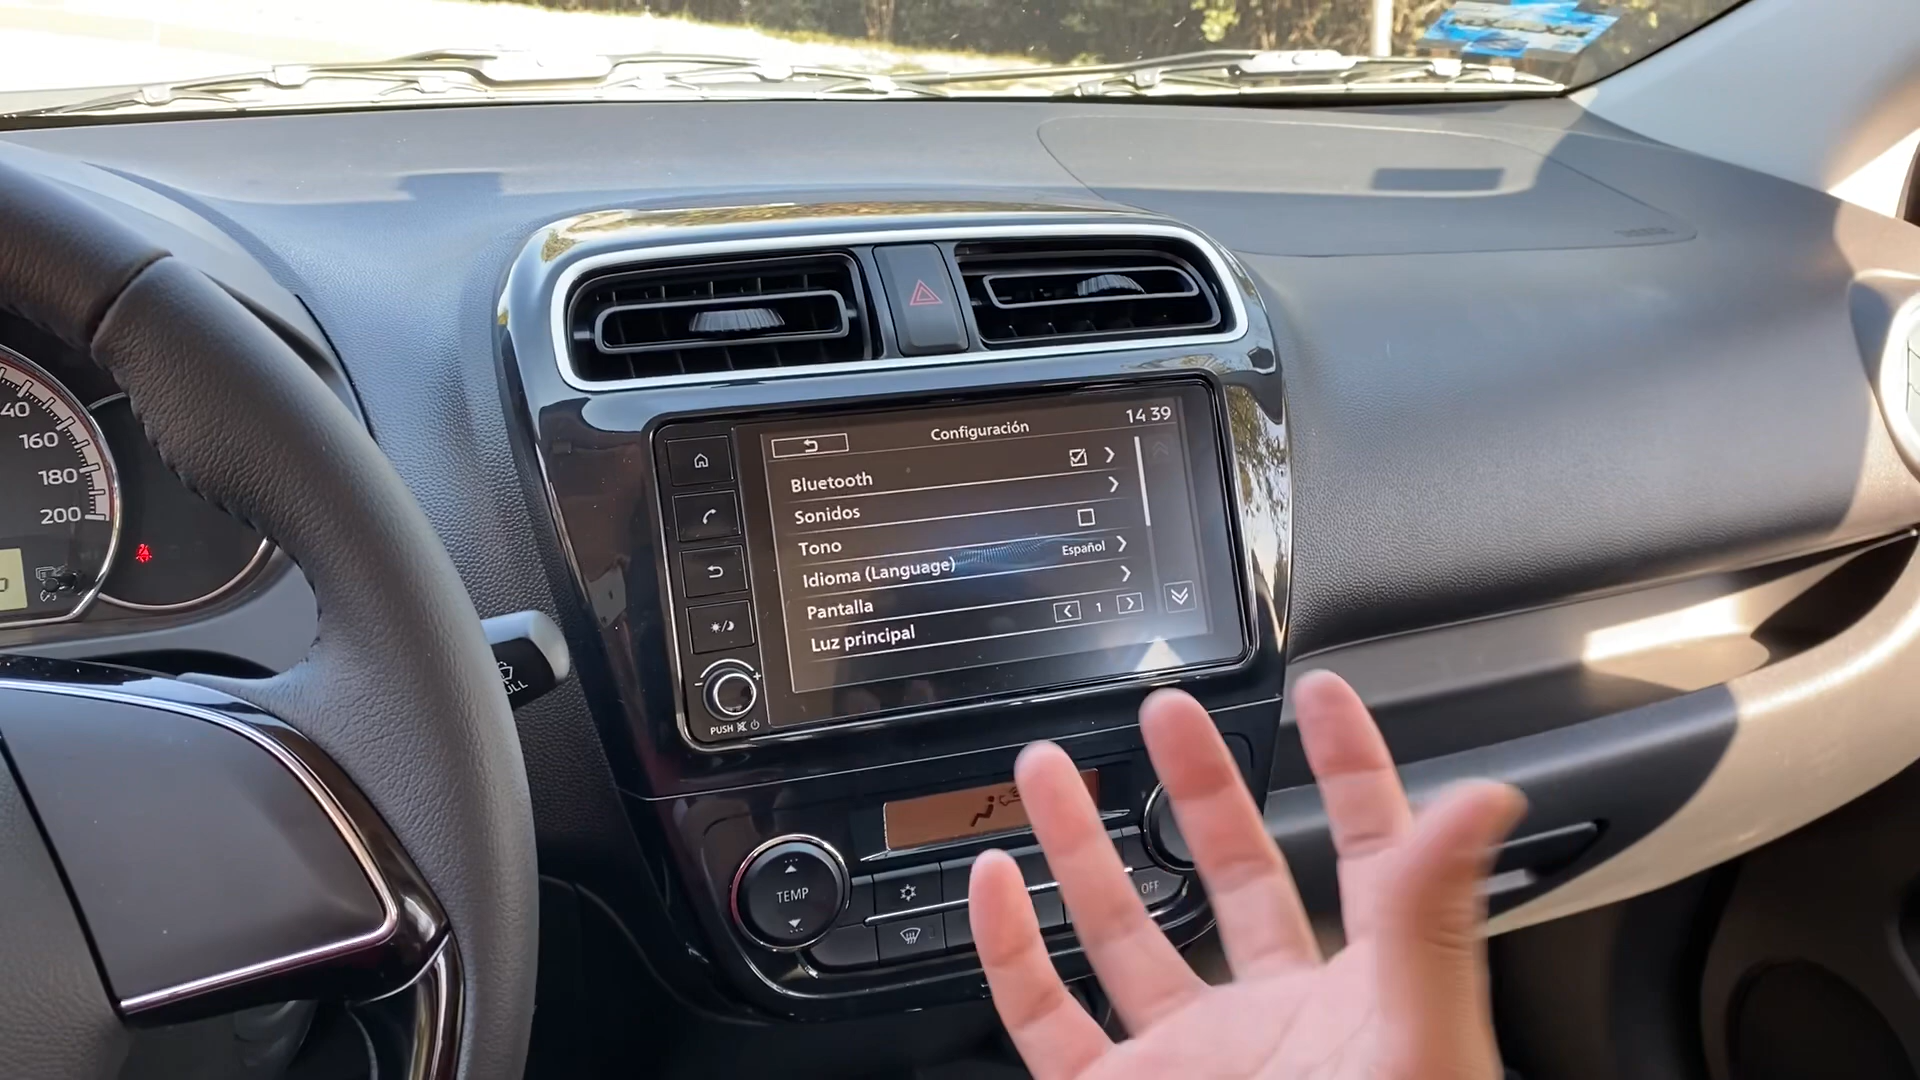 14 39
Configuración
Bluetooth
Sonidos
Tono
Idioma (Language)
Español
Pantalla
Luz principal
1
PUSH
TEMP
OFF
40
160
180
200